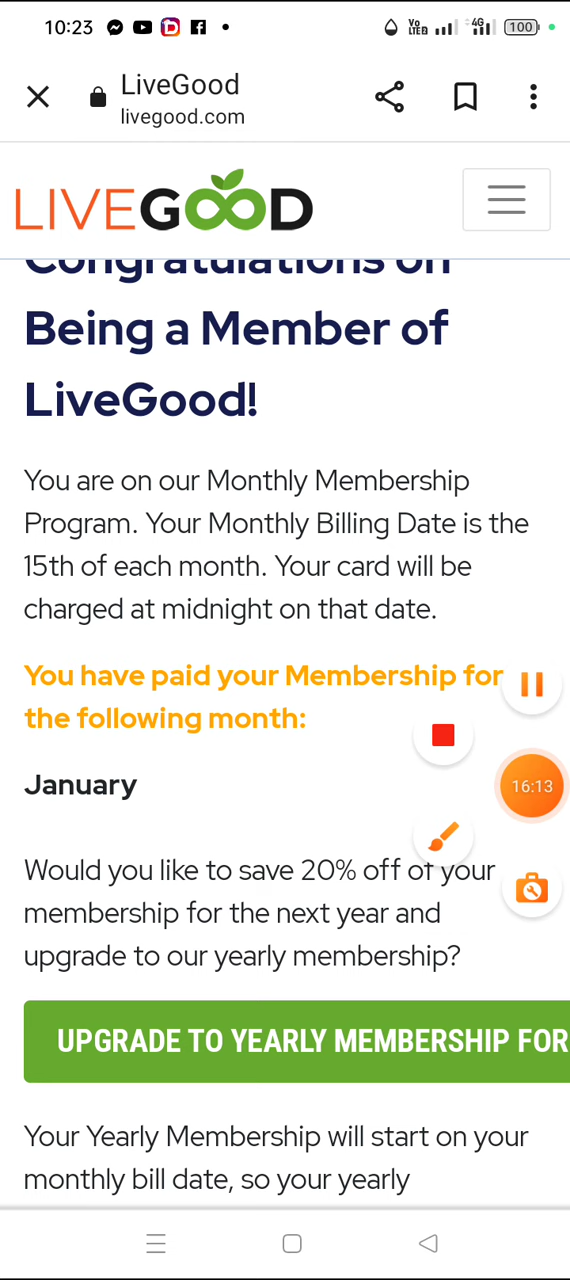 10:23
Vo
LTE2
4G
100
LiveGood
livegood.com
LIVEGOOD
Congratulations on
Being a Member of
LiveGood!
You are on our Monthly Membership
Program. Your Monthly Billing Date is the
15th of each month. Your card will be
charged at midnight on that date.
You have paid your Membership for
the following month:
January
16:13
Would you like to save 20% off of your
membership for the next year and
upgrade to our yearly membership?
UPGRADE TO YEARLY MEMBERSHIP FOR
Your Yearly Membership will start on your
monthly bill date, so your yearly